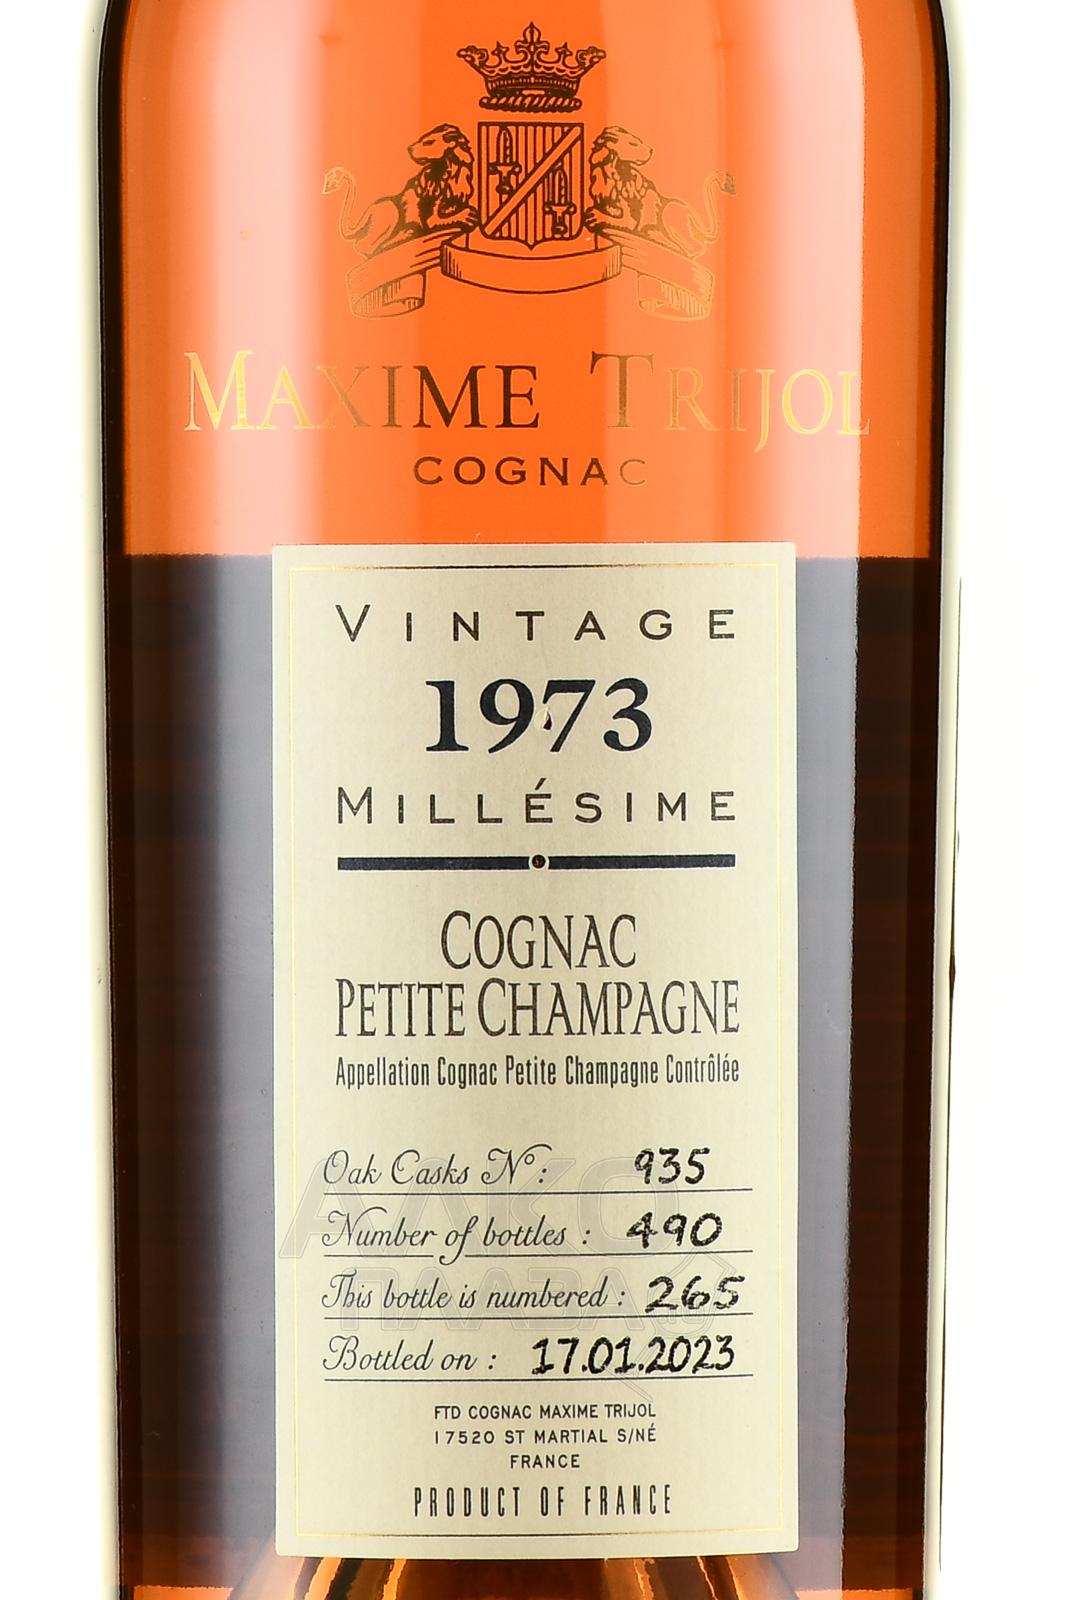 MAXIME TRIJOL
COGNAC
VINTAGE
1973
MILLÉSIME
COGNAC
PETITE CHAMPAGNE
Appellation Cognac Petite Champagne Contrôlée
Oak Casks N°: 935
Number of bottles : 490
This bottle is numbered : 265
Bottled on : 17.01.2023
АЛКО
ПЛАЗА
FTD COGNAC MAXIME TRIJOL
17520 ST MARTIAL S/NÉ
FRANCE
PRODUCT OF FRANCE